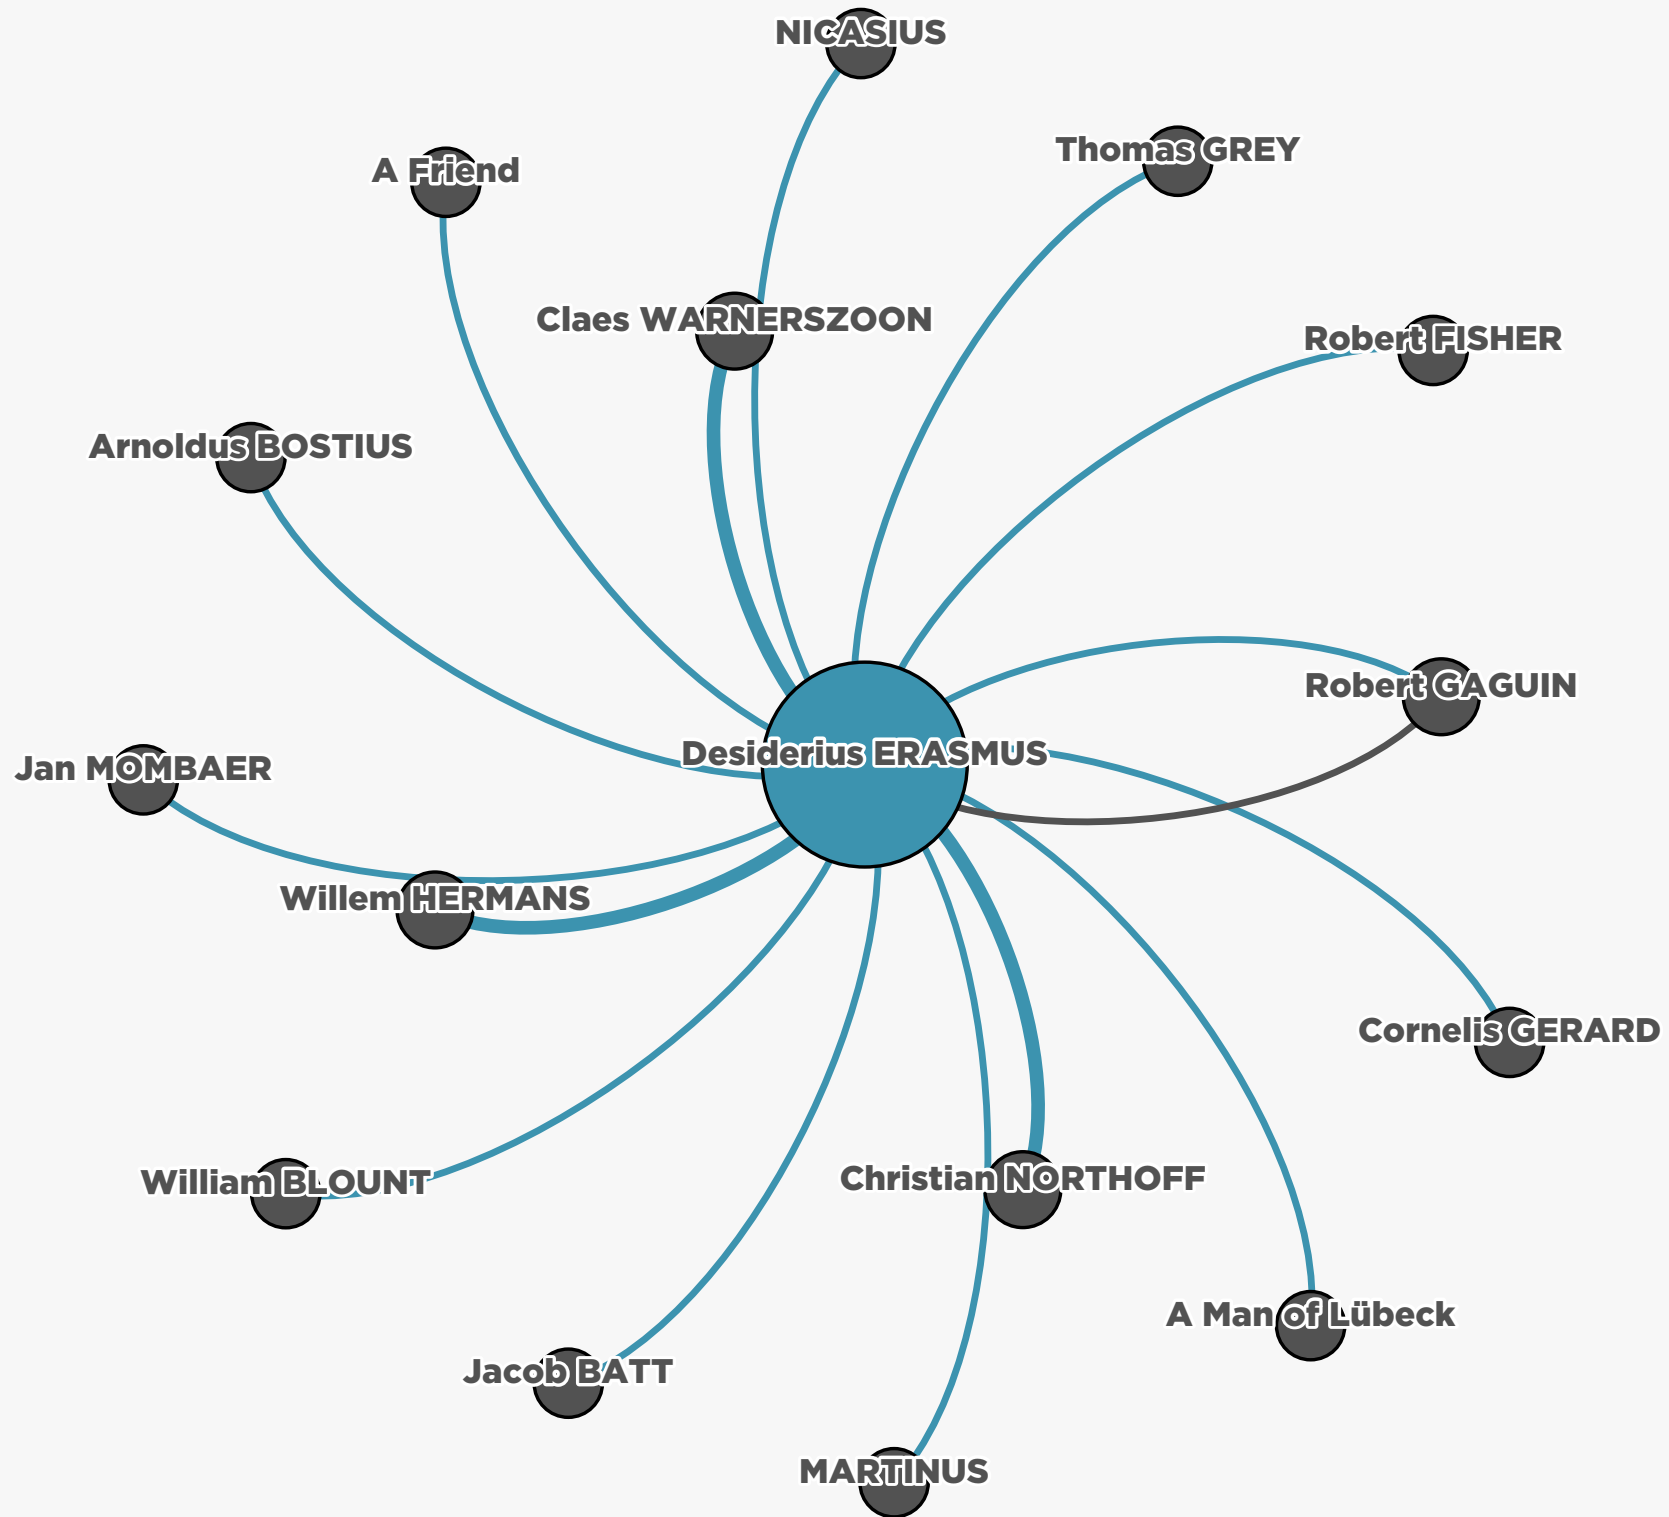 NICASIUS
Thomas GREY
A Friend
Claes WARNERSZOON
Robert FISHER
Arnoldus BOSTIUS
Robert GAGUIN
Desiderius ERASMUS
Jan MOMBAER
Willem HERMANS
Cornelis GERARD
Christian NORTHOFF
William BLOUNT
A Man of Lübeck
Jacob BATT
MARTINUS